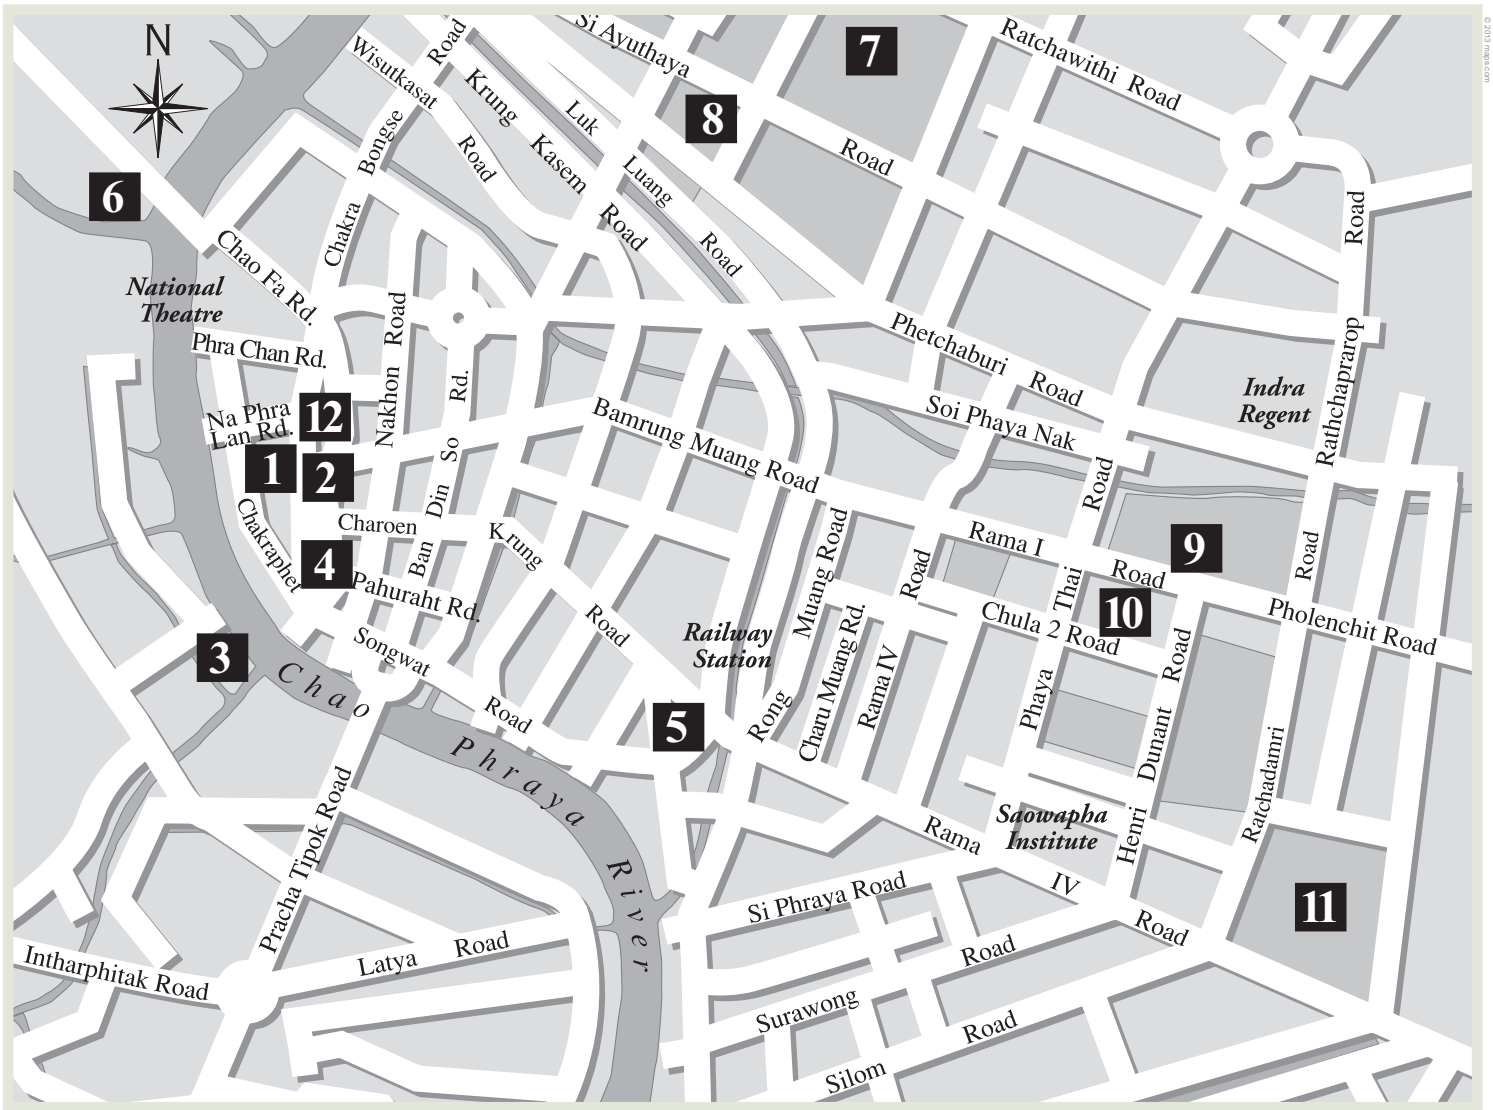 N
© 2013 maps.com
Si Ayuthaya
Road
Ratchawithi Road
7
8
Wisutkasat
Road
Chakra Bongse Road
Krung Kasem Road
Luk Luang Road
6
Chao Fa Rd.
National
Theatre
Phra Chan Rd.
Nakhon Road
Ban Din So Rd.
Na Phra
Lan Rd.
12
1
2
Phetchaburi Road
Soi Phaya Nak
Indra
Regent
Rathchaprarop Road
Bamrung Muang Road
Chakraphet
Charoen Krung Road
4
Pahuraht Rd.
Songwat Road
3
Rama I Road
9
10
Pholenchit Road
Chula 2 Road
Phaya Thai Road
Railway
Station
Rong Muang Road
Charu Muang Rd.
Rama IV Road
5
Chao Phraya River
Henri Dunant Road
Ratchadamri Road
Saowapha
Institute
Rama IV Road
11
Pracha Tipok Road
Si Phraya Road
Latya Road
Intharphitak Road
Surawong Road
Silom Road